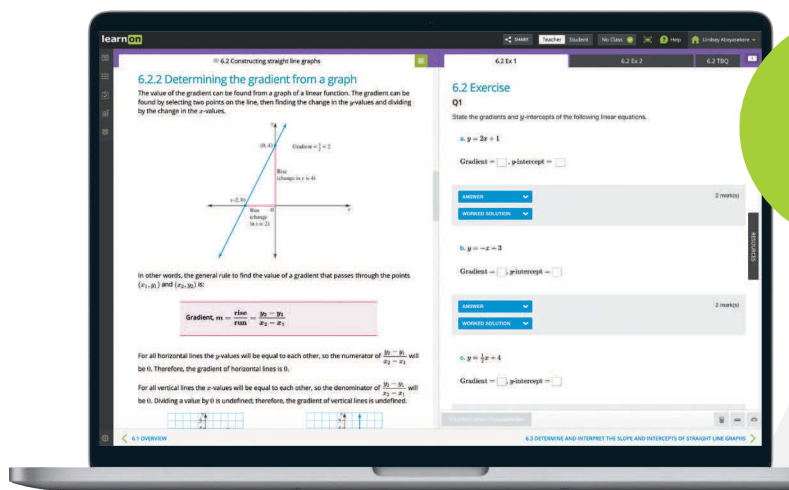 learnon
SHARE
Teacher
Student
No Class
Help
Lindsey Abeyasekere
6.2 Constructing straight line graphs
6.2 Ex 1
6.2 Ex 2
6.2 TBQ
6.2.2 Determining the gradient from a graph
The value of the gradient can be found from a graph of a linear function. The gradient can be
found by selecting two points on the line, then finding the change in the y-values and dividing
by the change in the x-values.
y
(0, 4)
Gradient = 4/2 = 2
Rise
(change in y is 4)
(–2, 0)
Run
(change
in x is 2)
0
x
In other words, the general rule to find the value of a gradient that passes through the points
(x₁, y₁) and (x₂, y₂) is:
Gradient, m = rise/run = (y₂ − y₁)/(x₂ − x₁)
For all horizontal lines the y-values will be equal to each other, so the numerator of (y₂ − y₁)/(x₂ − x₁) will
be 0. Therefore, the gradient of horizontal lines is 0.
For all vertical lines the x-values will be equal to each other, so the denominator of (y₂ − y₁)/(x₂ − x₁) will
be 0. Dividing a value by 0 is undefined; therefore, the gradient of vertical lines is undefined.
6.2 Exercise
Q1
State the gradients and y-intercepts of the following linear equations.
a. y = 2x + 1
Gradient = , y-intercept =
ANSWER
2 mark(s)
WORKED SOLUTION
b. y = −x + 3
Gradient = , y-intercept =
ANSWER
2 mark(s)
WORKED SOLUTION
c. y = ½x + 4
Gradient = , y-intercept =
RESOURCES
6.1 OVERVIEW
6.3 DETERMINE AND INTERPRET THE SLOPE AND INTERCEPTS OF STRAIGHT LINE GRAPHS